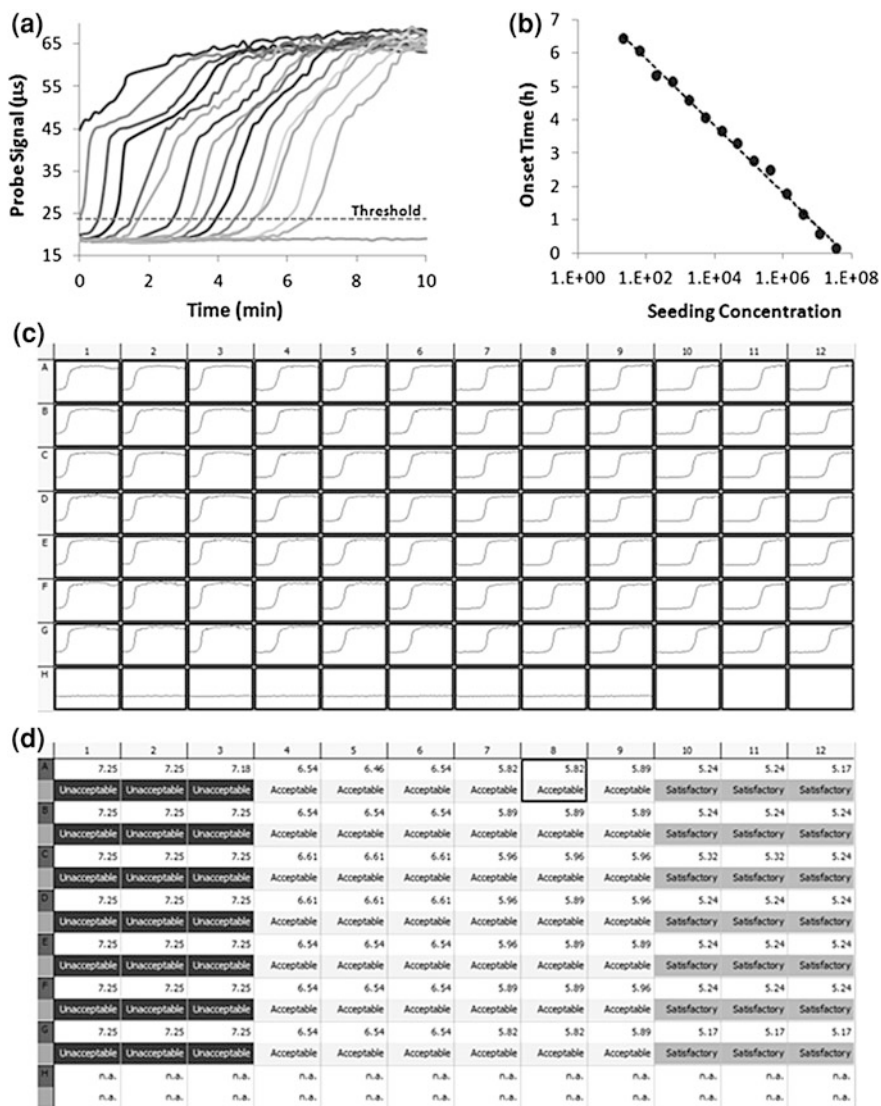 (a)
65
55
45
35
25
15
Probe Signal (μs)
Threshold
0 2 4 6 8 10
Time (min)
(b)
7
6
5
4
3
2
1
0
Onset Time (h)
1.E+00 1.E+02 1.E+04 1.E+06 1.E+08
Seeding Concentration
(c)
1 2 3 4 5 6 7 8 9 10 11 12
A
B
C
D
E
F
G
H
(d)
1 2 3 4 5 6 7 8 9 10 11 12
A 7.25 7.25 7.18 6.54 6.46 6.54 5.82 5.82 5.89 5.24 5.24 5.17
Unacceptable Unacceptable Unacceptable Acceptable Acceptable Acceptable Acceptable Acceptable Acceptable Satisfactory Satisfactory Satisfactory
B 7.25 7.25 7.25 6.54 6.54 6.54 5.89 5.89 5.89 5.24 5.24 5.24
Unacceptable Unacceptable Unacceptable Acceptable Acceptable Acceptable Acceptable Acceptable Acceptable Satisfactory Satisfactory Satisfactory
C 7.25 7.25 7.25 6.61 6.61 6.61 5.96 5.96 5.96 5.32 5.32 5.24
Unacceptable Unacceptable Unacceptable Acceptable Acceptable Acceptable Acceptable Acceptable Acceptable Satisfactory Satisfactory Satisfactory
D 7.25 7.25 7.25 6.61 6.61 6.61 5.96 5.89 5.96 5.24 5.24 5.24
Unacceptable Unacceptable Unacceptable Acceptable Acceptable Acceptable Acceptable Acceptable Acceptable Satisfactory Satisfactory Satisfactory
E 7.25 7.25 7.25 6.54 6.54 6.54 5.96 5.89 5.89 5.24 5.24 5.24
Unacceptable Unacceptable Unacceptable Acceptable Acceptable Acceptable Acceptable Acceptable Acceptable Satisfactory Satisfactory Satisfactory
F 7.25 7.25 7.25 6.54 6.54 6.54 5.89 5.89 5.96 5.24 5.24 5.24
Unacceptable Unacceptable Unacceptable Acceptable Acceptable Acceptable Acceptable Acceptable Acceptable Satisfactory Satisfactory Satisfactory
G 7.25 7.25 7.25 6.54 6.54 6.54 5.82 5.82 5.89 5.17 5.17 5.17
Unacceptable Unacceptable Unacceptable Acceptable Acceptable Acceptable Acceptable Acceptable Acceptable Satisfactory Satisfactory Satisfactory
H n.a. n.a. n.a. n.a. n.a. n.a. n.a. n.a. n.a. n.a. n.a. n.a.
n.a. n.a. n.a. n.a. n.a. n.a. n.a. n.a. n.a. n.a. n.a. n.a.